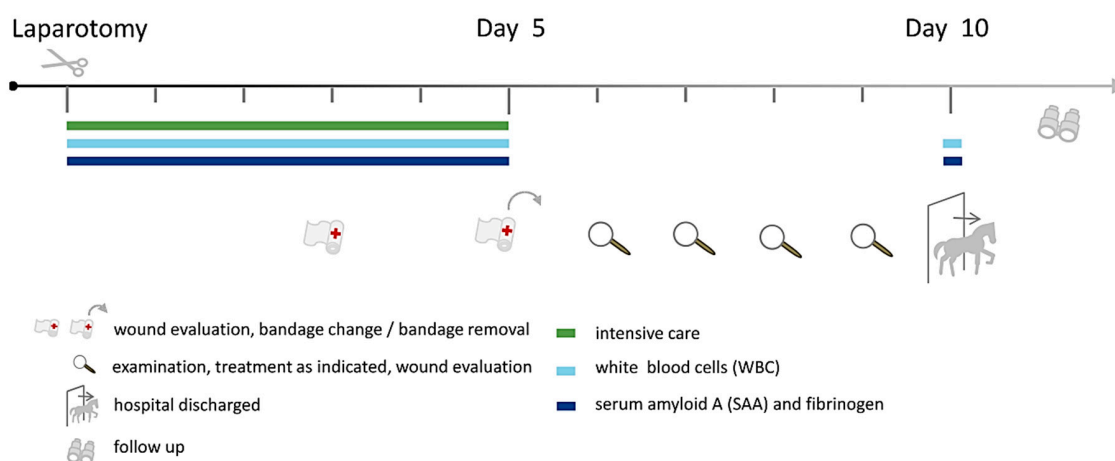 Laparotomy
Day 5
Day 10
wound evaluation, bandage change / bandage removal
examination, treatment as indicated, wound evaluation
hospital discharged
follow up
intensive care
white blood cells (WBC)
serum amyloid A (SAA) and fibrinogen